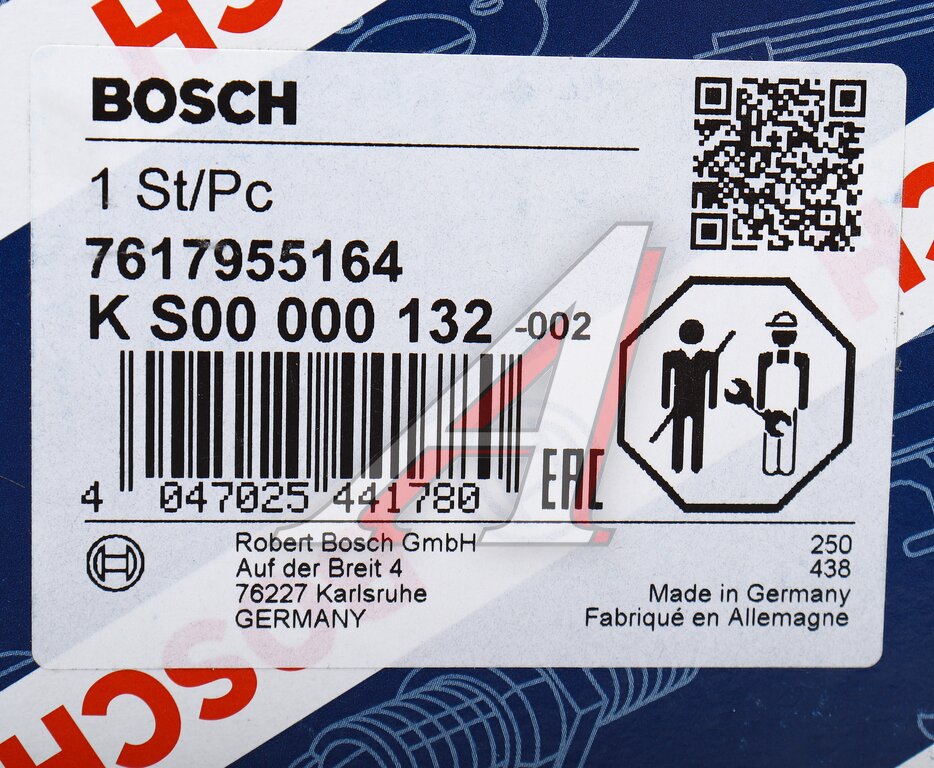 BOSCH
1 St/Pc
7617955164
K S00 000 132 -002
4 047025 441780
EAC
Robert Bosch GmbH
Auf der Breit 4
76227 Karlsruhe
GERMANY
250
438
Made in Germany
Fabriqué en Allemagne